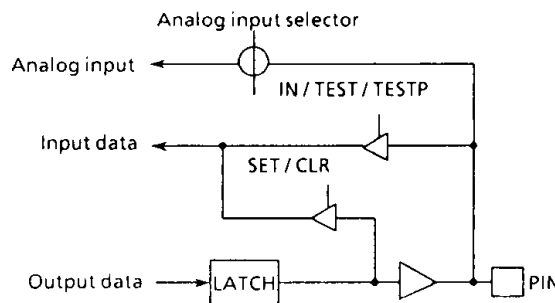 Analog input selector
Analog input
IN / TEST / TESTP
Input data
SET / CLR
Output data
LATCH
PIN